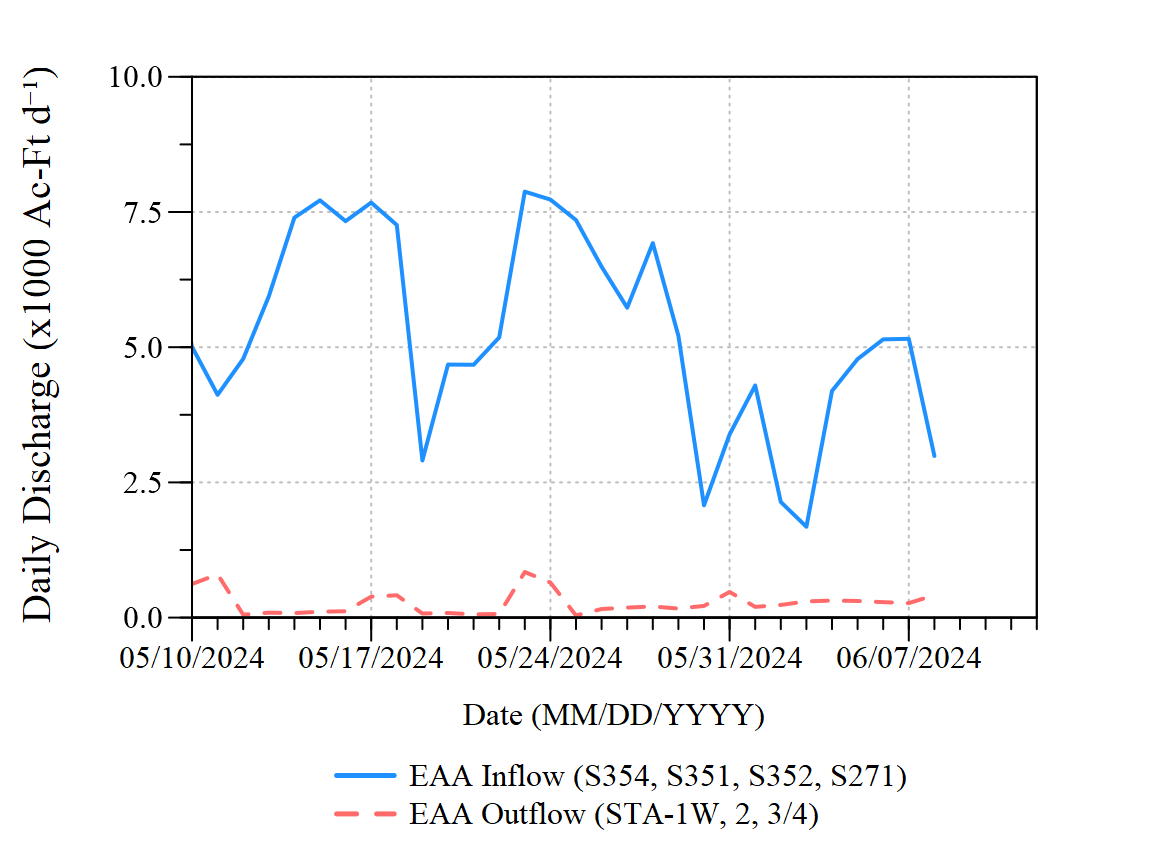 Daily Discharge (x1000 Ac-Ft d⁻¹)
10.0
7.5
5.0
2.5
0.0
05/10/2024 05/17/2024 05/24/2024 05/31/2024 06/07/2024
Date (MM/DD/YYYY)
EAA Inflow (S354, S351, S352, S271)
EAA Outflow (STA-1W, 2, 3/4)